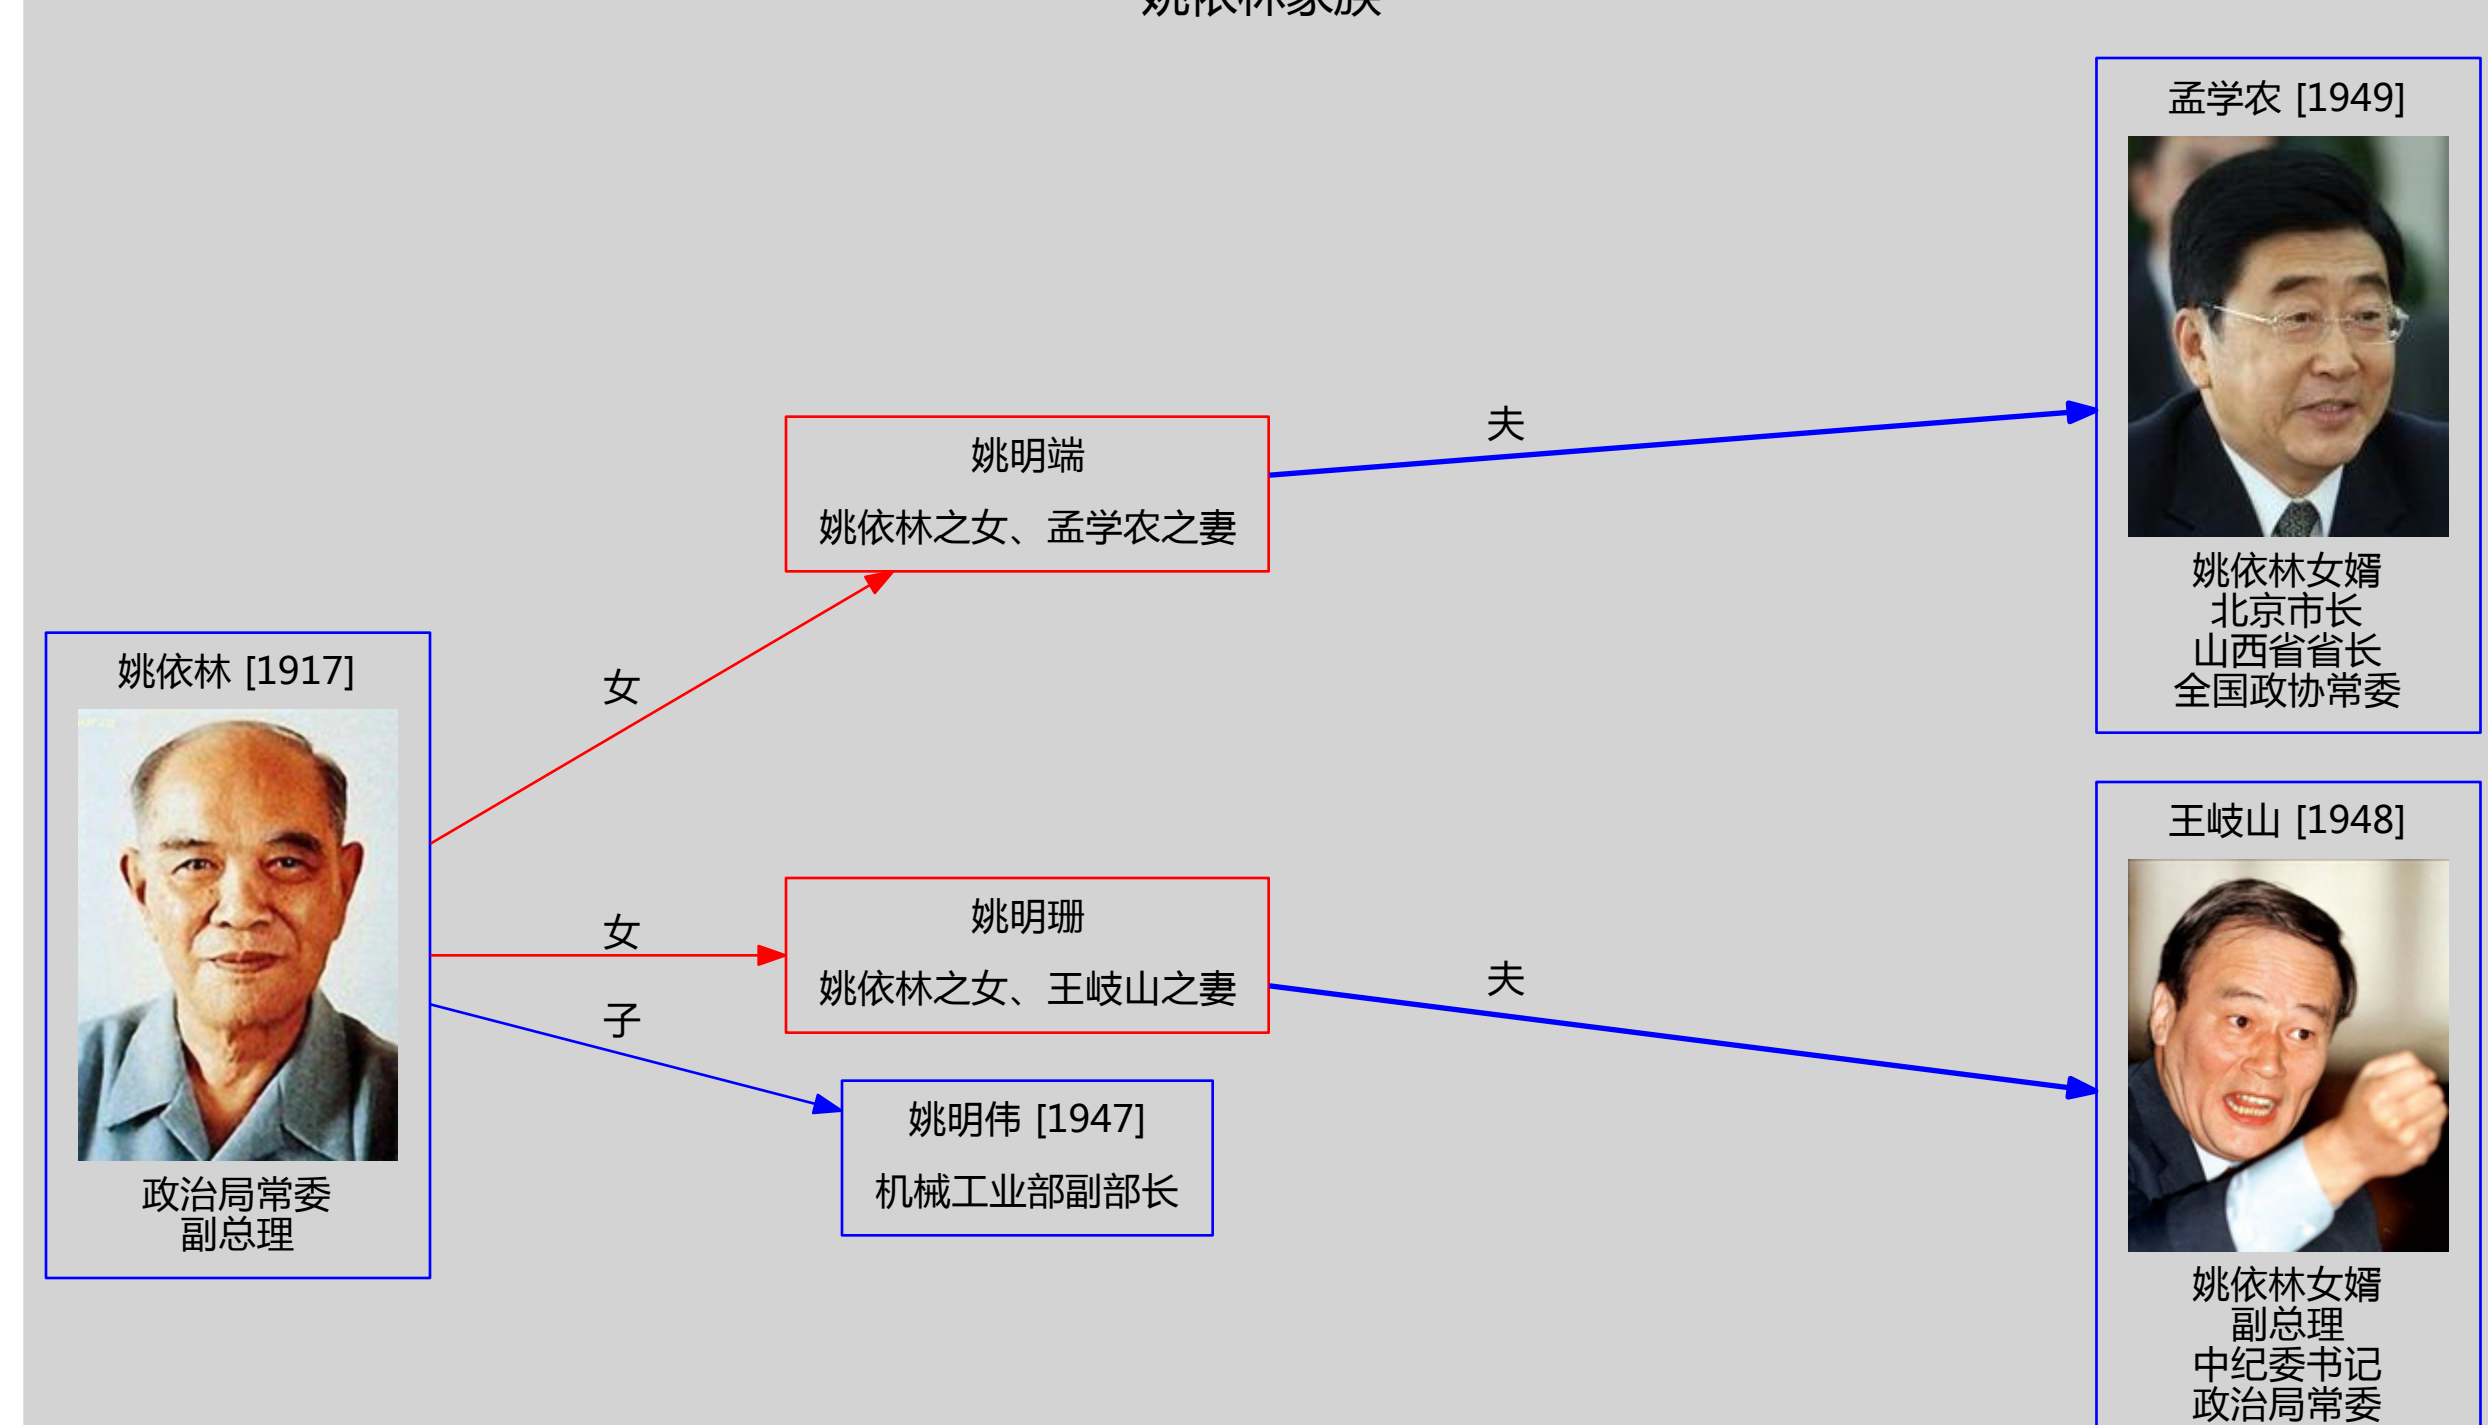 姚依林家族
孟学农 [1949]
姚依林女婿
北京市长
山西省省长
全国政协常委
夫
姚明端
姚依林之女、孟学农之妻
女
姚依林 [1917]
政治局常委
副总理
女
姚明珊
姚依林之女、王岐山之妻
夫
子
姚明伟 [1947]
机械工业部副部长
王岐山 [1948]
姚依林女婿
副总理
中纪委书记
政治局常委